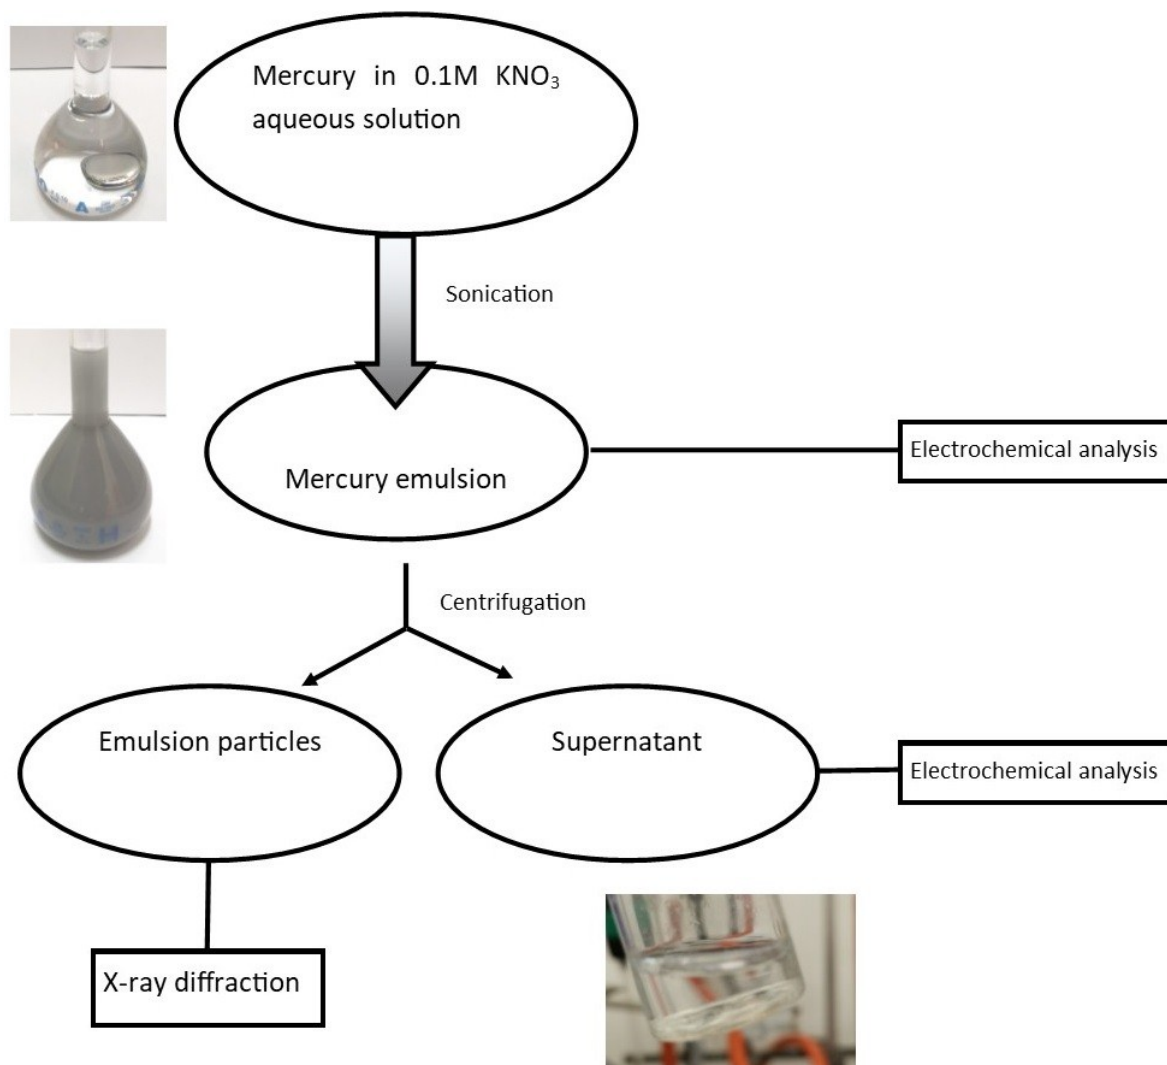 Mercury in 0.1M KNO₃
aqueous solution
Sonication
Mercury emulsion
Electrochemical analysis
Centrifugation
Emulsion particles
Supernatant
Electrochemical analysis
X-ray diffraction